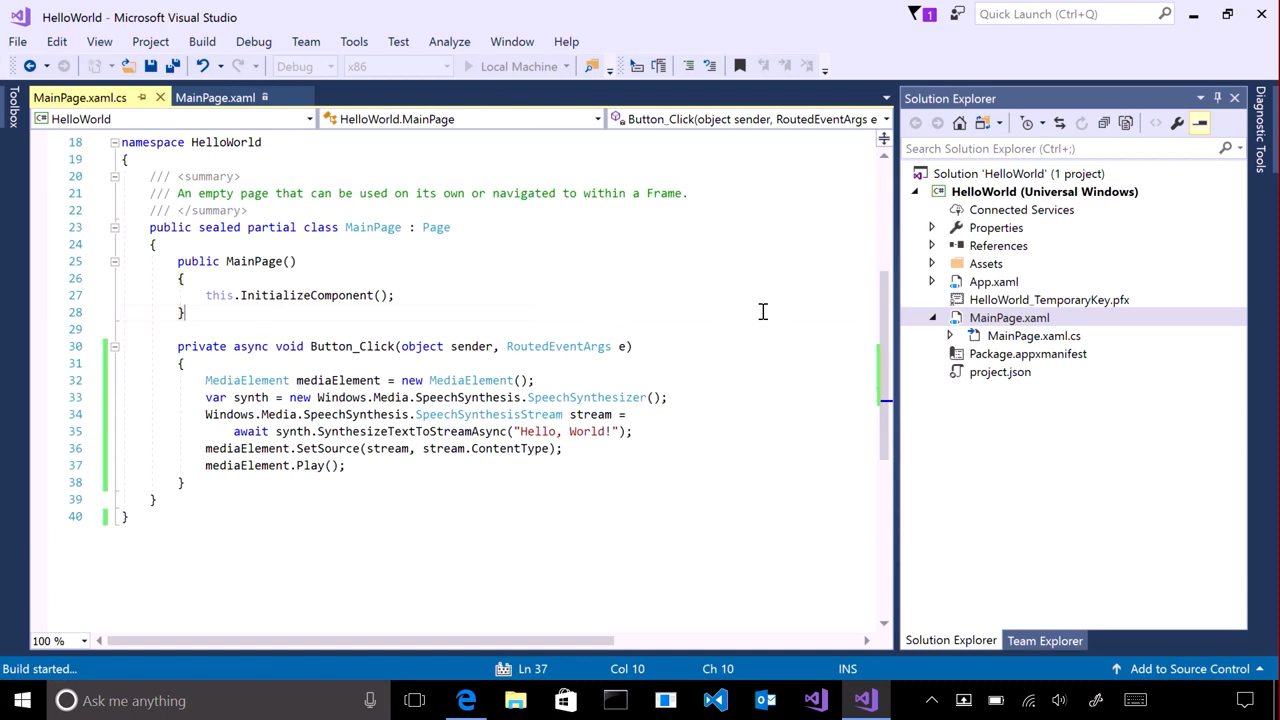 HelloWorld - Microsoft Visual Studio
1
Quick Launch (Ctrl+Q)
File Edit View Project Build Debug Team Tools Test Analyze Window Help
Debug x86 Local Machine
Toolbox
MainPage.xaml.cs MainPage.xaml
HelloWorld HelloWorld.MainPage Button_Click(object sender, RoutedEventArgs e
18 namespace HelloWorld
19 {
20 /// <summary>
21 /// An empty page that can be used on its own or navigated to within a Frame.
22 /// </summary>
23 public sealed partial class MainPage : Page
24 {
25 public MainPage()
26 {
27 this.InitializeComponent();
28 }
29
30 private async void Button_Click(object sender, RoutedEventArgs e)
31 {
32 MediaElement mediaElement = new MediaElement();
33 var synth = new Windows.Media.SpeechSynthesis.SpeechSynthesizer();
34 Windows.Media.SpeechSynthesis.SpeechSynthesisStream stream =
35 await synth.SynthesizeTextToStreamAsync("Hello, World!");
36 mediaElement.SetSource(stream, stream.ContentType);
37 mediaElement.Play();
38 }
39 }
40 }
100 %
Solution Explorer
Search Solution Explorer (Ctrl+;)
Solution 'HelloWorld' (1 project)
HelloWorld (Universal Windows)
Connected Services
Properties
References
Assets
App.xaml
HelloWorld_TemporaryKey.pfx
MainPage.xaml
MainPage.xaml.cs
Package.appxmanifest
project.json
Solution Explorer Team Explorer
Diagnostic Tools
Build started... Ln 37 Col 10 Ch 10 INS Add to Source Control
Ask me anything